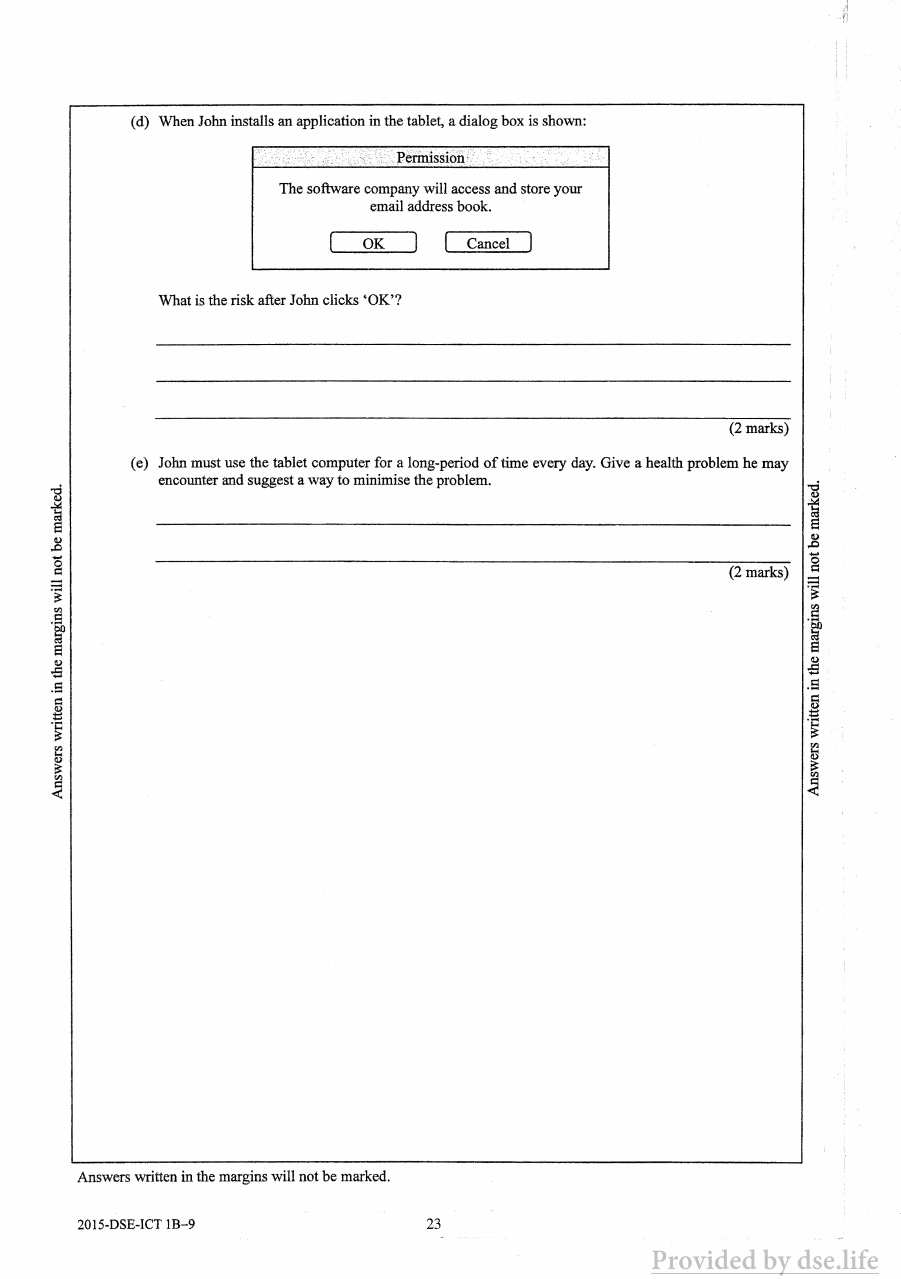 (d) When John installs an application in the tablet, a dialog box is shown:
Permission
The software company will access and store your
email address book.
OK Cancel
What is the risk after John clicks ‘OK’?
(2 marks)
(e) John must use the tablet computer for a long-period of time every day. Give a health problem he may
encounter and suggest a way to minimise the problem.
(2 marks)
Answers written in the margins will not be marked.
Answers written in the margins will not be marked.
Answers written in the margins will not be marked.
2015-DSE-ICT 1B–9
23
Provided by dse.life